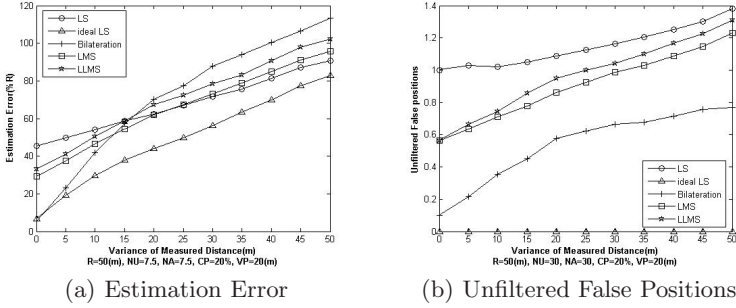 120
100
80
60
40
20
0
Estimation Error(%R)
LS
ideal LS
Bilateration
LMS
LLMS
0 5 10 15 20 25 30 35 40 45 50
Variance of Measured Distance(m)
R=50(m), NU=7.5, NA=7.5, CP=20%, VP=20(m)
(a) Estimation Error
1.4
1.2
1
0.8
0.6
0.4
0.2
0
Unfiltered False positions
LS
ideal LS
Bilateration
LMS
LLMS
0 5 10 15 20 25 30 35 40 45 50
Variance of Measured Distance(m)
R=50(m), NU=30, NA=30, CP=20%, VP=20(m)
(b) Unfiltered False Positions